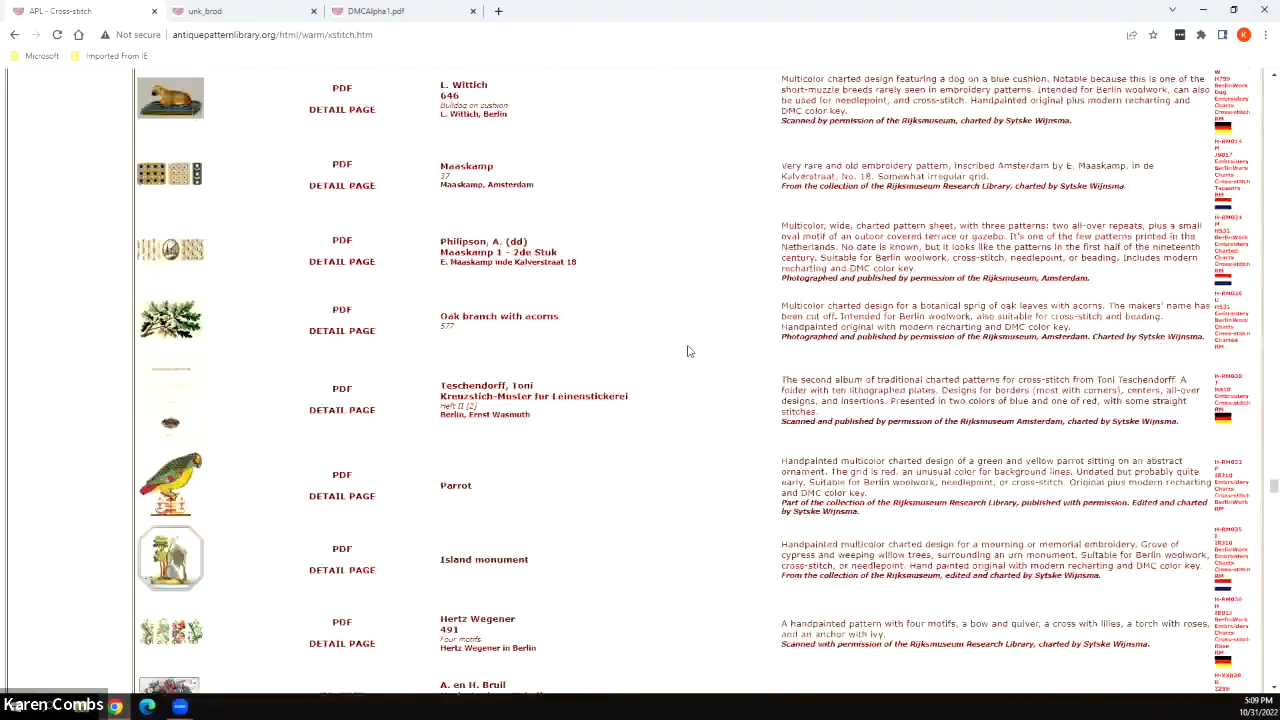 APL - Cross-stitch
unk_brod
DMCAlpha1.pdf
Not secure
antiquepatternlibrary.org/html/warm/xstitch.htm
K
Microsoft
Imported From IE
PDF
DETAIL PAGE
L. Wittich
646
Bulldog on cushion
L. Wittich, Berlin
Multicolor charted design featuring a dog on a blue cushion. Notable because this is one of the
short-muzzle breeds rarely seen in embroidery patterns. Intended for Berlin woolwork, can also
be used for needlepoint, and cross-stitch. Handpainted original plus modern recharting and
DMC color key.
Scanned by permission of the Rijksmuseum, charted by Sytske Wijnsma.
PDF
DETAIL PAGE
Maaskamp
37
Maaskamp, Amsterdam
Very rare and old embroidery pattern, inscribed Amsterdam by E. Maaskamp, in de
Kalverstraat, No. 18. Somewhat irregular grid.
From the collection of the Rijksmuseum Research Library, charted by Sytske Wijnsma.
PDF
DETAIL PAGE
Philipson, A. (dd)
Maaskamp 1 - 2de Stuk
E. Maaskamp inde Kalverstraat 18
Multicolor, wide, charted pattern sheet, with three patterns: two all-over repeats, plus a small
oval motif of an outdoor covered terrace or gazebo. It's one of the few patterns printed in the
Netherlands. No date is known, but it looks like the patterns in the first half of the nineteenth
century. Suitable for Berlin woolwork, cross-stitch, needlepoint, or beading. Includes modern
recharting and DMC color key.
Photographed and published by permission of the Rijksmuseum, Amsterdam.
PDF
DETAIL PAGE
Oak branch with acorns
577
Multicolor charted design for a botanical sprig of oak leaves with acorns. The makers' name has
been cut off. Intended for Berlin woolwork, also suitable for cross-stitch and beading.
Handpainted original with modern recharting and DMC color key.
Photographed and published by permission of the Rijksmuseum, Amsterdam. Charted by Sytske Wijnsma.
PDF
DETAIL PAGE
Teschendorff, Toni
Kreuzstich-Muster fur Leinenstickerei
Heft II [2]
Berlin, Ernst Wasmuth
The second album of traditional charted patterns for cross-stitch from Toni Teschendorff. A
folder with ten lithographed plates. Designs for borders (most with corners), centers, all-over
designs, and insertions. Presented in two colors of blue and one of red, with some straight
stitches.
Scanned and published by permission of the Rijksmuseum Amsterdam, charted by Sytske Wijnsma.
PDF
DETAIL PAGE
Parrot
Handpainted multicolor charted design of a green and yellow parrot sitting on an abstract
ornament. The grid is red, an unusual color for background lines. Undated but probably quite
early. Suitable for Berlin woolwork, needlepoint, or cross-stitch. Original plus modern recharting
and DMC color key.
Part of the collection of the Rijksmuseum Research Library, published with permission. Edited and charted
by Sytske Wijnsma.
PDF
DETAIL PAGE
Island monument
Handpainted multicolor charted design for a mourning or memorial embroidery. Grove of
cypress and weeping willow trees, surrounding an urn monument. Suitable for Berlin woolwork,
cross-stitch, or needlepoint. Hand painted original with modern recharting and DMC color key.
From the collection of the Rijksmuseum, edited and charted by Sytske Wijnsma.
PDF
DETAIL PAGE
Hertz Wegener
491
Four motifs
Hertz Wegener in Berlin
A handpainted pattern with four motifs, a bow and quiver, a cross with lilies, a torch with roses,
and an anchor with ivy.
Scanned with permission of the Rijksmuseum Research Library, charted by Sytske Wijnsma.
A. en H. Bruil
Karen Combs
5:09 PM
10/31/2022